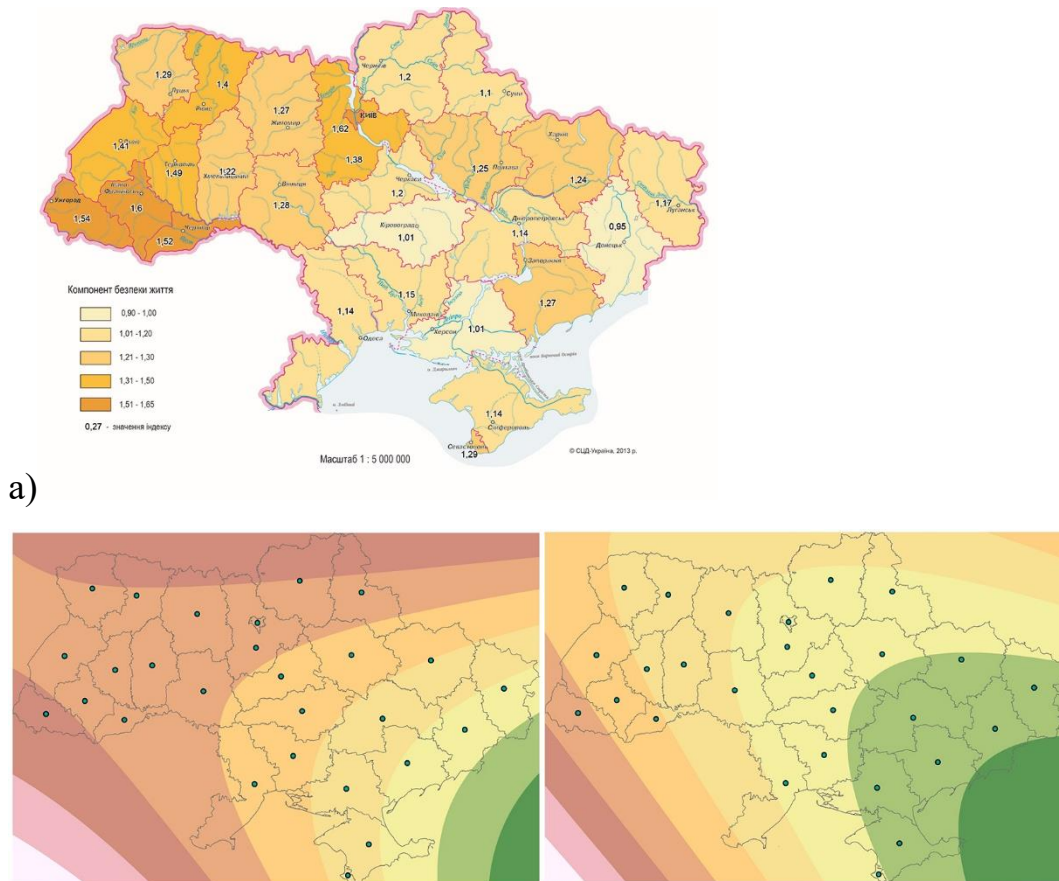 Чернігів
1,29
1,4
1,2
1,1
Суми
Луцьк
Рівне
Київ
1,27
Житомир
1,62
Харків
1,41
Львів
Тернопіль
1,49
1,22
Хмельницький
1,38
1,25
Полтава
1,24
Черкаси
Вінниця
1,28
1,2
1,17
Луганськ
Ужгород
1,54
Івано-
Франківськ
1,6
Чернівці
1,52
Кіровоград
1,01
Дніпропетровськ
1,14
0,95
Донецьк
Запоріжжя
1,27
Компонент безпеки життя
0,90 - 1,00
1,01 -1,20
1,21 - 1,30
1,31 - 1,50
1,51 - 1,65
0,27 - значення індексу
1,14
1,15
Миколаїв
Херсон
1,01
Одеса
1,14
Сімферополь
Севастополь
1,29
Масштаб 1 : 5 000 000
© СЦД-Україна, 2013 р.
а)